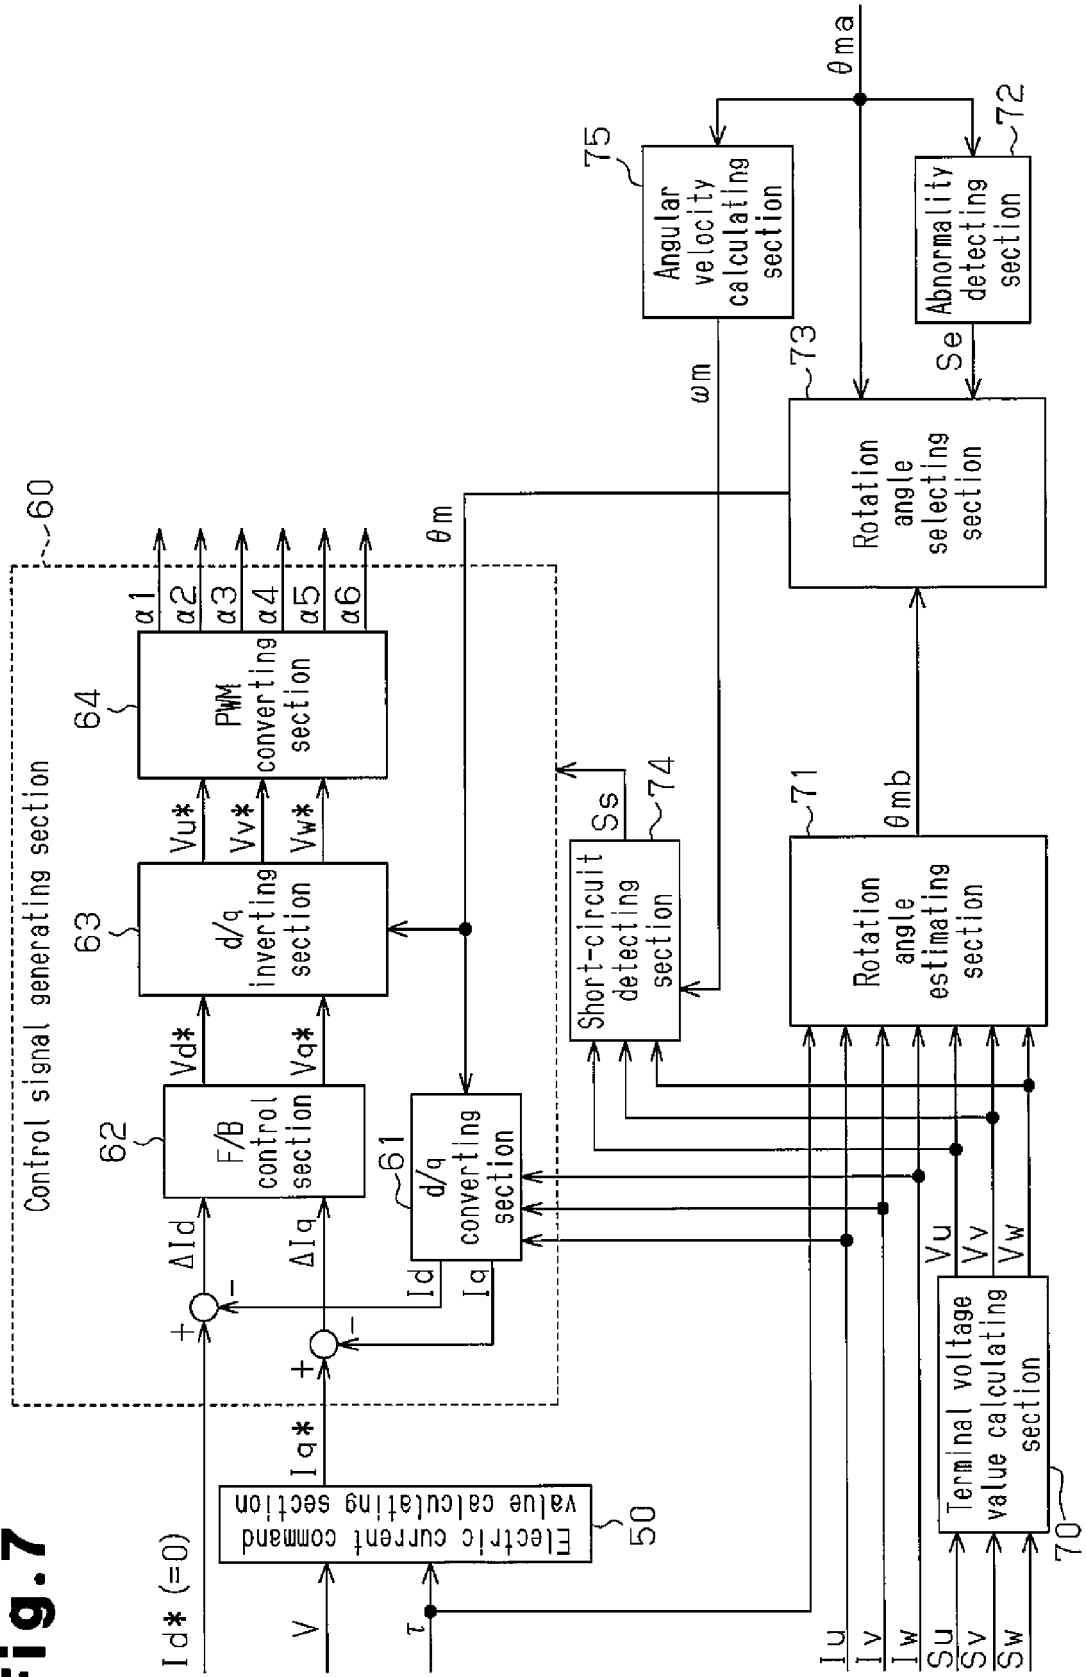 Fig.7
Control signal generating section
60
Id* (=0)
V
τ
Electric current command
value calculating section
50
Iq*
+
−
+
−
ΔId
ΔIq
62
F/B
control
section
Vd*
Vq*
63
d/q
inverting
section
Vu*
Vv*
Vw*
64
PWM
converting
section
α1
α2
α3
α4
α5
α6
Id
Iq
61
d/q
converting
section
θm
Short-circuit
detecting
section
Ss
74
ωm
75
Angular
velocity
calculating
section
θma
Iu
Iv
Iw
Su
Sv
Sw
70
Terminal voltage
value calculating
section
Vu
Vv
Vw
71
Rotation
angle
estimating
section
θmb
73
Rotation
angle
selecting
section
Se
72
Abnormality
detecting
section